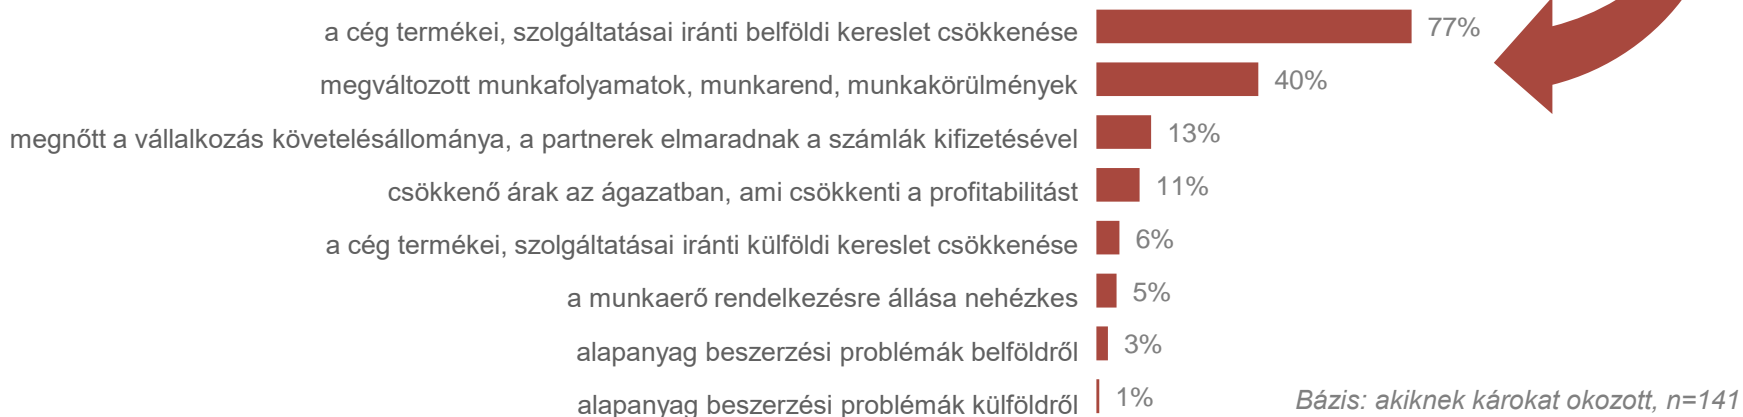 a cég termékei, szolgáltatásai iránti belföldi kereslet csökkenése 77%
megváltozott munkafolyamatok, munkarend, munkakörülmények 40%
megnőtt a vállalkozás követelésállománya, a partnerek elmaradnak a számlák kifizetésével 13%
csökkenő árak az ágazatban, ami csökkenti a profitabilitást 11%
a cég termékei, szolgáltatásai iránti külföldi kereslet csökkenése 6%
a munkaerő rendelkezésre állása nehézkes 5%
alapanyag beszerzési problémák belföldről 3%
alapanyag beszerzési problémák külföldről 1%
Bázis: akiknek károkat okozott, n=141